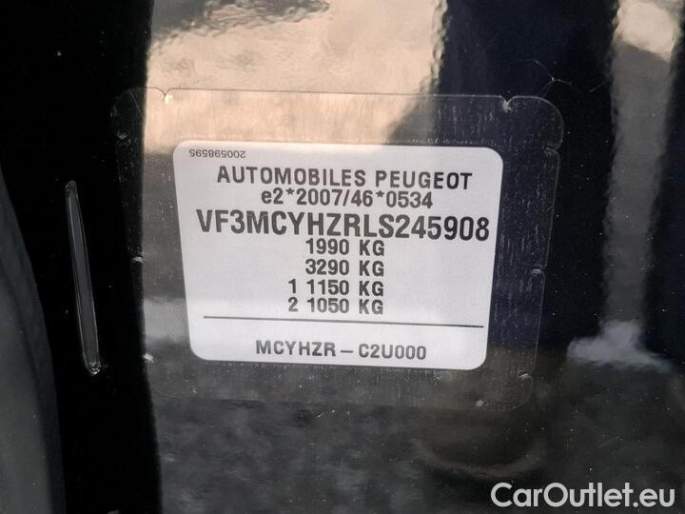 200598595
AUTOMOBILES PEUGEOT
e2*2007/46*0534
VF3MCYHZRLS245908
1990 KG
3290 KG
1 1150 KG
2 1050 KG
MCYHZR – C2U000
CarOutlet.eu